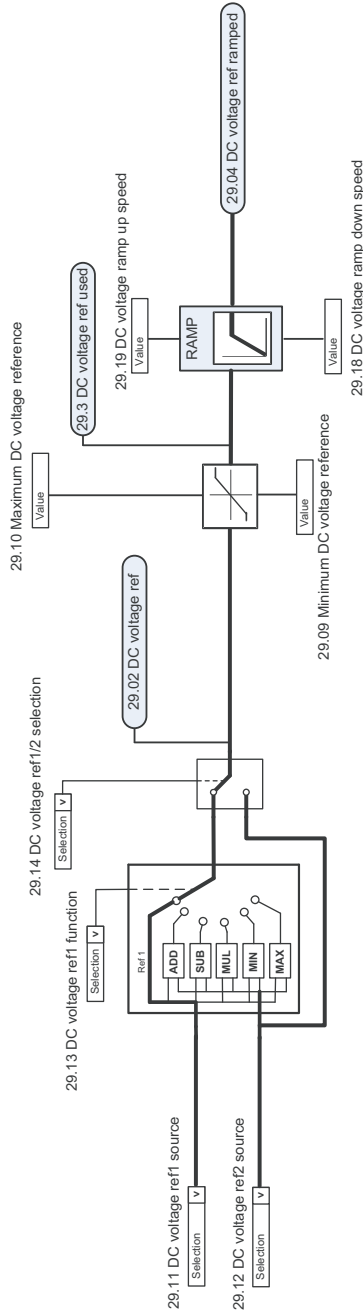 29.11 DC voltage ref1 source
Selection v
29.12 DC voltage ref2 source
Selection v
29.13 DC voltage ref1 function
Selection v
Ref 1
ADD
SUB
MUL
MIN
MAX
29.14 DC voltage ref1/2 selection
Selection v
29.02 DC voltage ref
29.10 Maximum DC voltage reference
Value
29.09 Minimum DC voltage reference
Value
29.3 DC voltage ref used
29.19 DC voltage ramp up speed
Value
RAMP
29.18 DC voltage ramp down speed
Value
29.04 DC voltage ref ramped